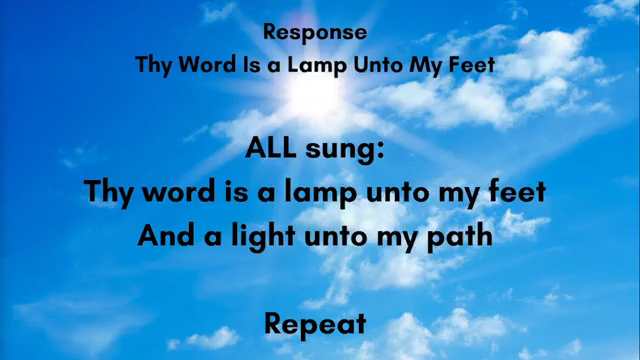 Response
Thy Word Is a Lamp Unto My Feet
ALL sung:
Thy word is a lamp unto my feet
And a light unto my path
Repeat